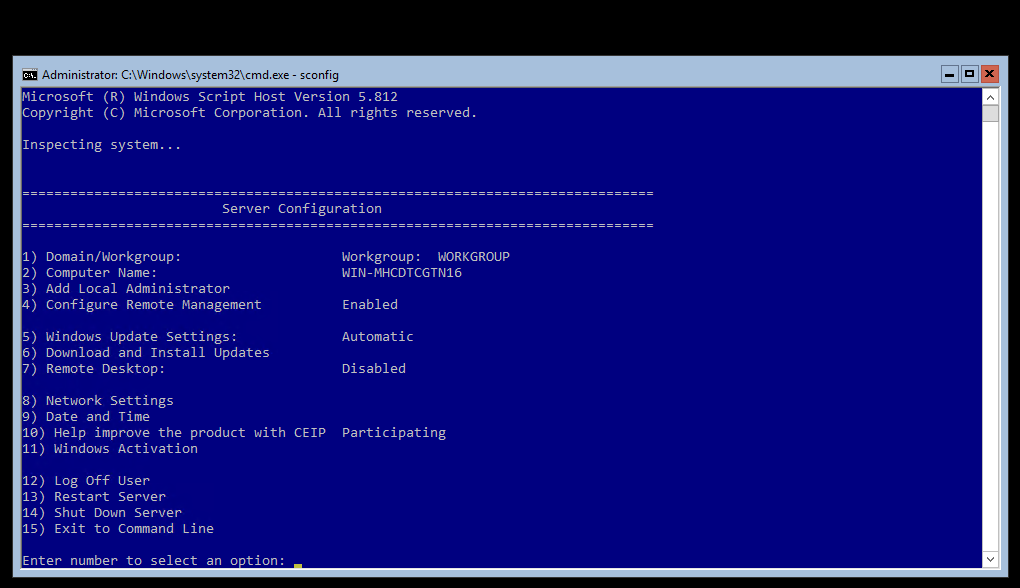 Administrator: C:\Windows\system32\cmd.exe - sconfig
Microsoft (R) Windows Script Host Version 5.812
Copyright (C) Microsoft Corporation. All rights reserved.
Inspecting system...
===============================================================================
Server Configuration
===============================================================================
1) Domain/Workgroup: Workgroup: WORKGROUP
2) Computer Name: WIN-MHCDTCGTN16
3) Add Local Administrator
4) Configure Remote Management Enabled
5) Windows Update Settings: Automatic
6) Download and Install Updates
7) Remote Desktop: Disabled
8) Network Settings
9) Date and Time
10) Help improve the product with CEIP Participating
11) Windows Activation
12) Log Off User
13) Restart Server
14) Shut Down Server
15) Exit to Command Line
Enter number to select an option: